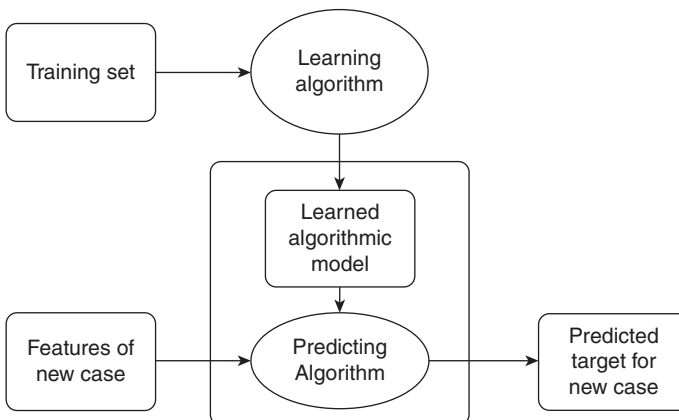 Training set
Learning
algorithm
Learned
algorithmic
model
Features of
new case
Predicting
Algorithm
Predicted
target for
new case